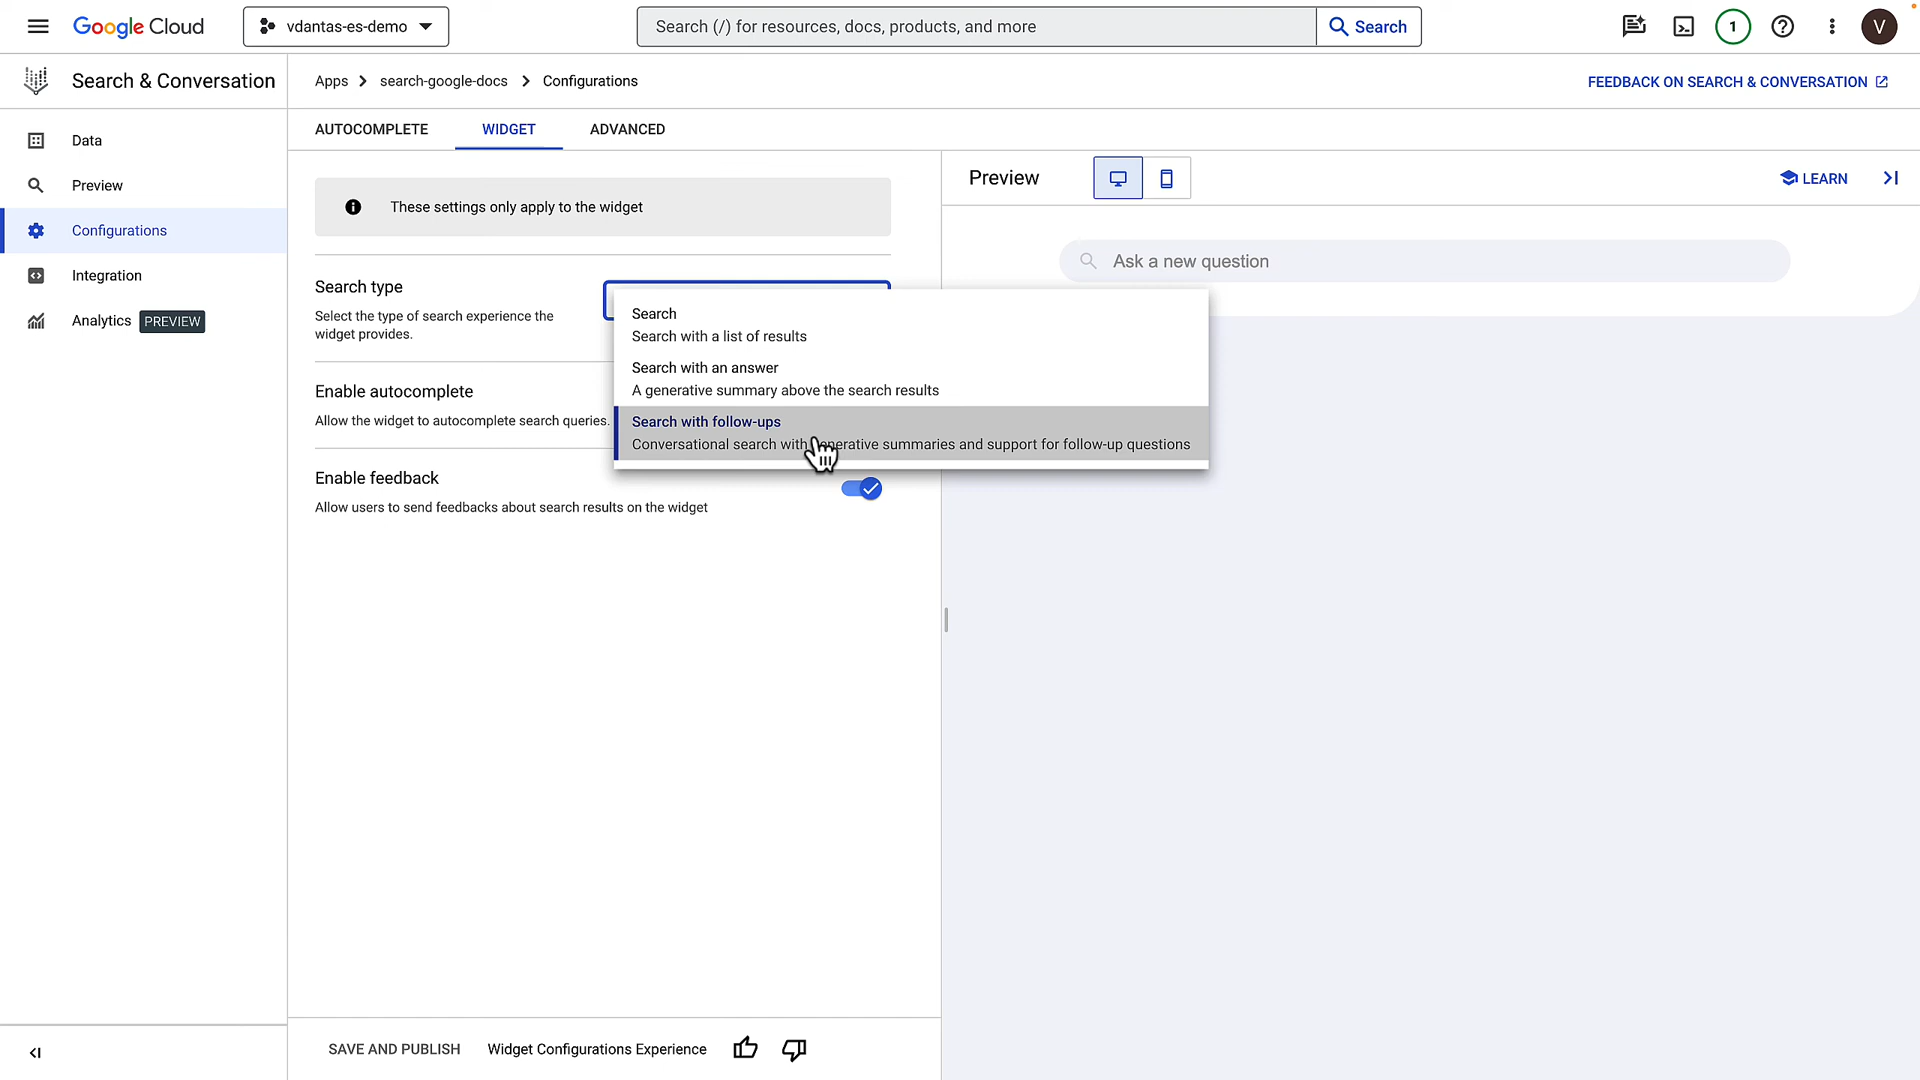 Google Cloud
vdantas-es-demo
Search (/) for resources, docs, products, and more
Search
1
V
Search & Conversation
Apps
search-google-docs
Configurations
FEEDBACK ON SEARCH & CONVERSATION
Data
Preview
Configurations
Integration
Analytics PREVIEW
AUTOCOMPLETE
WIDGET
ADVANCED
These settings only apply to the widget
Search type
Select the type of search experience the
widget provides.
Search
Search with a list of results
Search with an answer
A generative summary above the search results
Search with follow-ups
Conversational search with generative summaries and support for follow-up questions
Enable autocomplete
Allow the widget to autocomplete search queries.
Enable feedback
Allow users to send feedbacks about search results on the widget
Preview
LEARN
Ask a new question
SAVE AND PUBLISH
Widget Configurations Experience